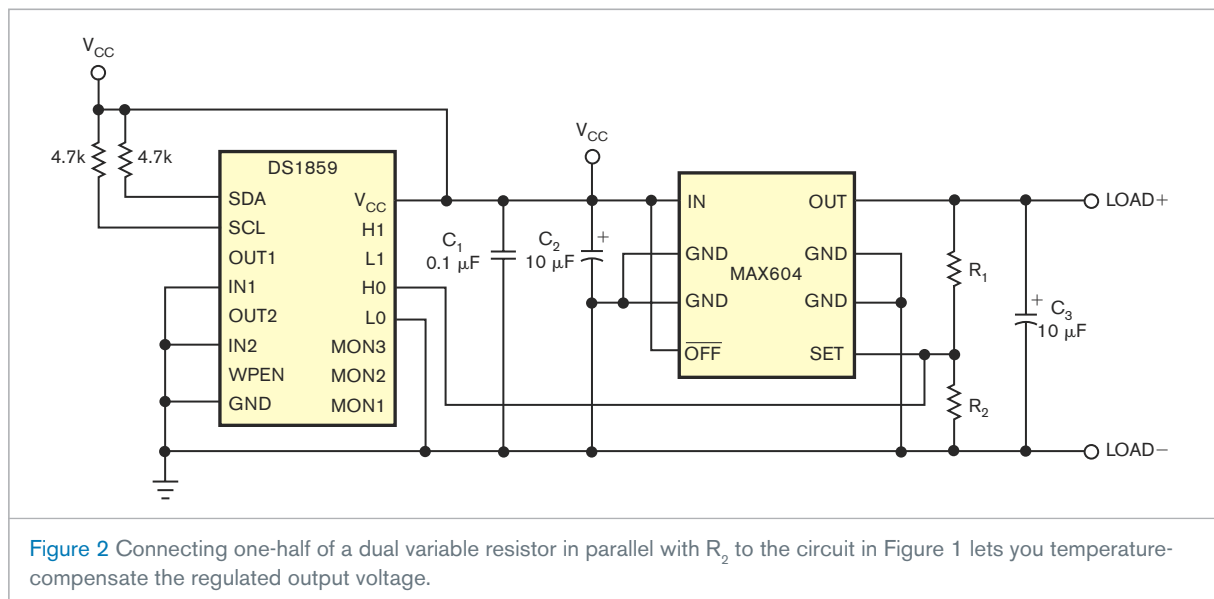 VCC
4.7k
4.7k
DS1859
SDA
SCL
OUT1
IN1
OUT2
IN2
WPEN
GND
VCC
H1
L1
H0
L0
MON3
MON2
MON1
C1
0.1 µF
C2
10 µF
+
VCC
MAX604
IN
GND
GND
OFF
OUT
GND
GND
SET
R1
R2
+
C3
10 µF
LOAD+
LOAD−
Figure 2 Connecting one-half of a dual variable resistor in parallel with R2 to the circuit in Figure 1 lets you temperature-
compensate the regulated output voltage.